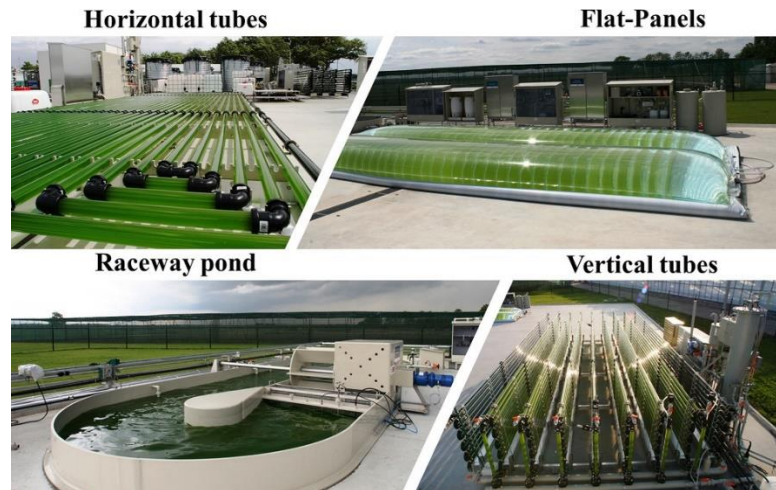 Horizontal tubes
Flat-Panels
Raceway pond
Vertical tubes